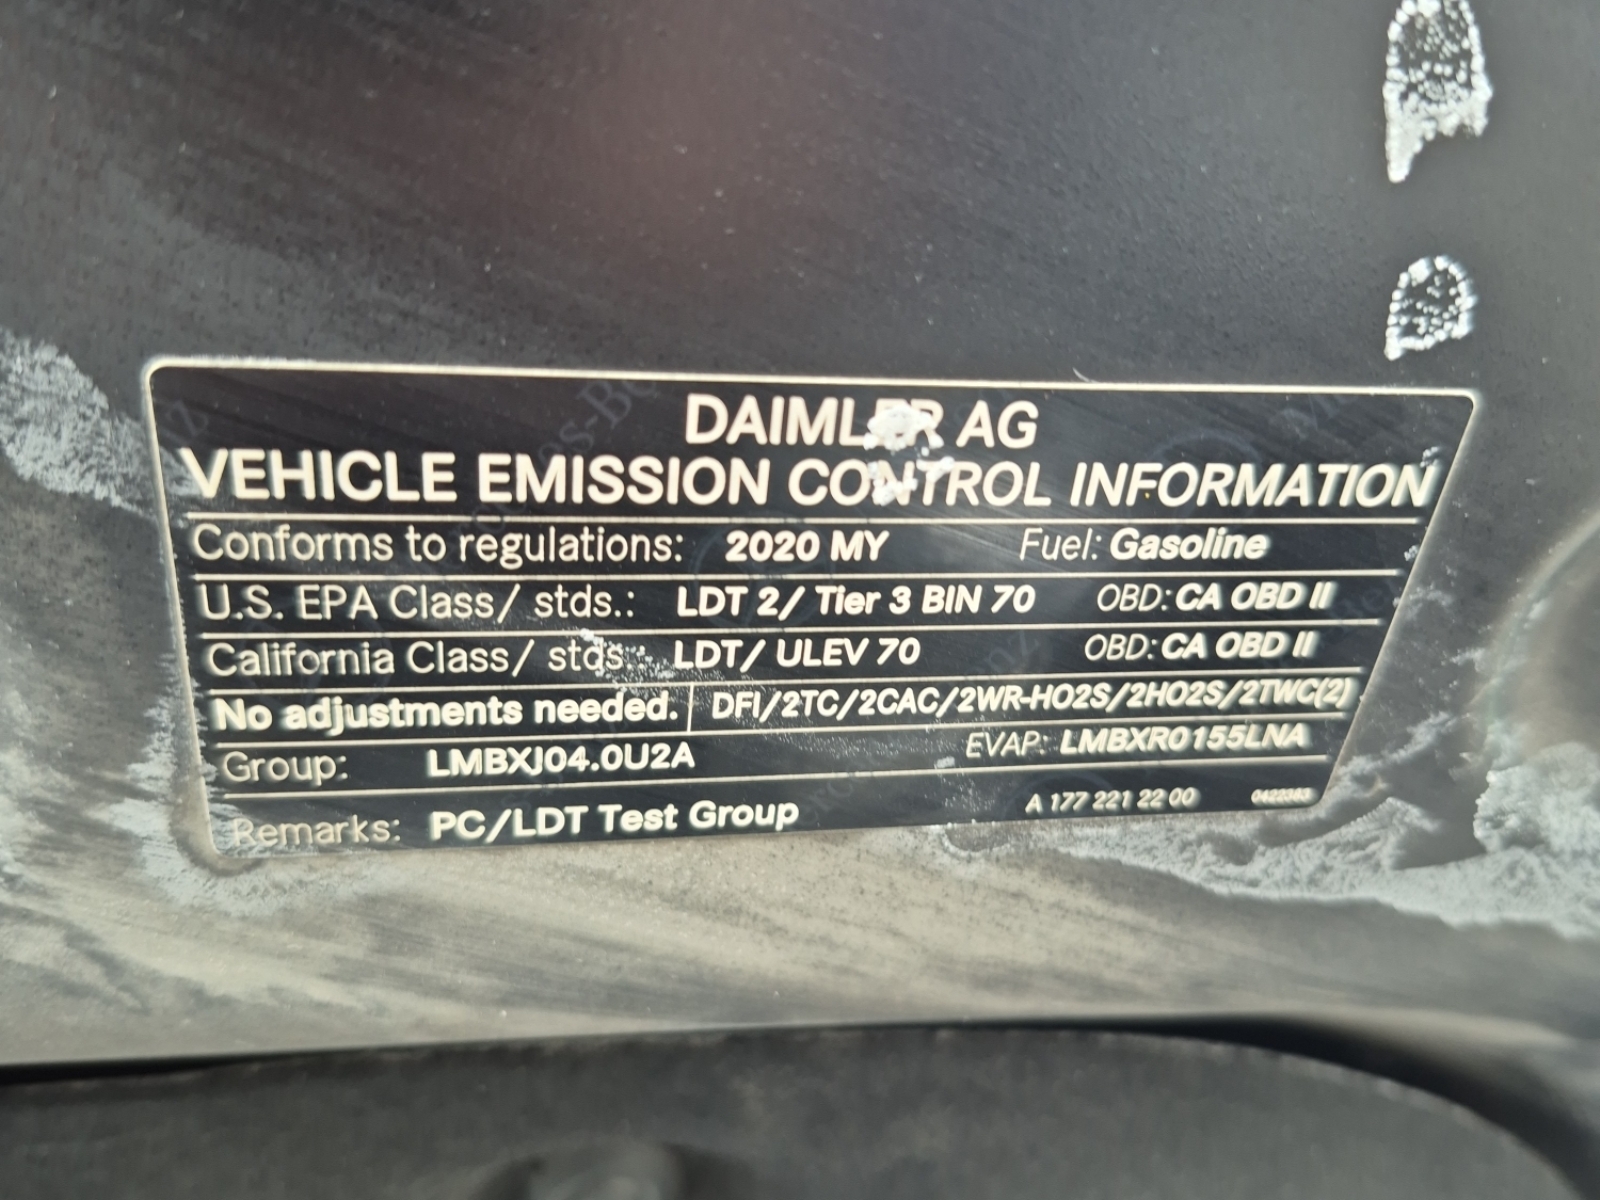 DAIMLER AG
VEHICLE EMISSION CONTROL INFORMATION
Conforms to regulations: 2020 MY Fuel: Gasoline
U.S. EPA Class/ stds.: LDT 2/ Tier 3 BIN 70 OBD: CA OBD II
California Class/ stds.: LDT/ ULEV 70 OBD: CA OBD II
No adjustments needed. DFI/2TC/2CAC/2WR-HO2S/2HO2S/2TWC(2)
Group: LMBXJ04.0U2A EVAP: LMBXR0155LNA
Remarks: PC/LDT Test Group A 177 221 22 00 0422383